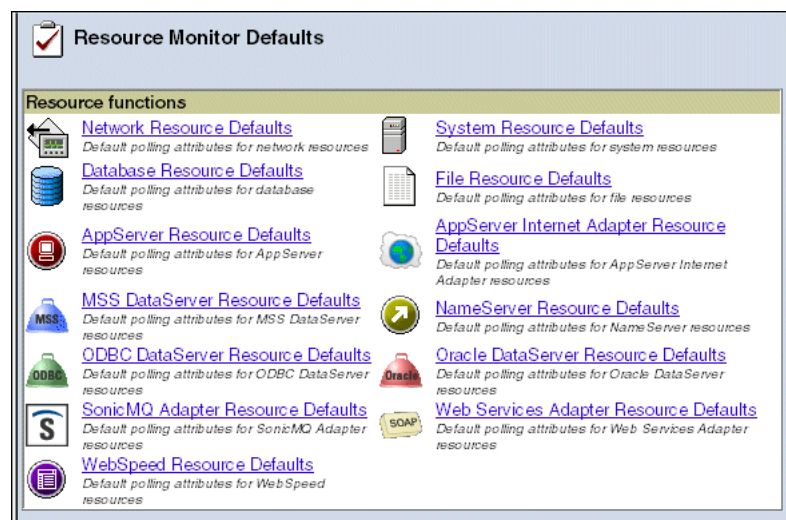 Resource Monitor Defaults
Resource functions
Network Resource Defaults
Default polling attributes for network resources
System Resource Defaults
Default polling attributes for system resources
Database Resource Defaults
Default polling attributes for database
resources
File Resource Defaults
Default polling attributes for file resources
AppServer Resource Defaults
Default polling attributes for AppServer
resources
AppServer Internet Adapter Resource
Defaults
Default polling attributes for AppServer Internet
Adapter resources
MSS
MSS DataServer Resource Defaults
Default polling attributes for MSS DataServer
resources
NameServer Resource Defaults
Default polling attributes for NameServer resources
ODBC
ODBC DataServer Resource Defaults
Default polling attributes for ODBC DataServer
resources
Oracle
Oracle DataServer Resource Defaults
Default polling attributes for Oracle DataServer
resources
S
SonicMQ Adapter Resource Defaults
Default polling attributes for SonicMQ Adapter
resources
SOAP
Web Services Adapter Resource Defaults
Default polling attributes for Web Services Adapter
resources
WebSpeed Resource Defaults
Default polling attributes for WebSpeed
resources